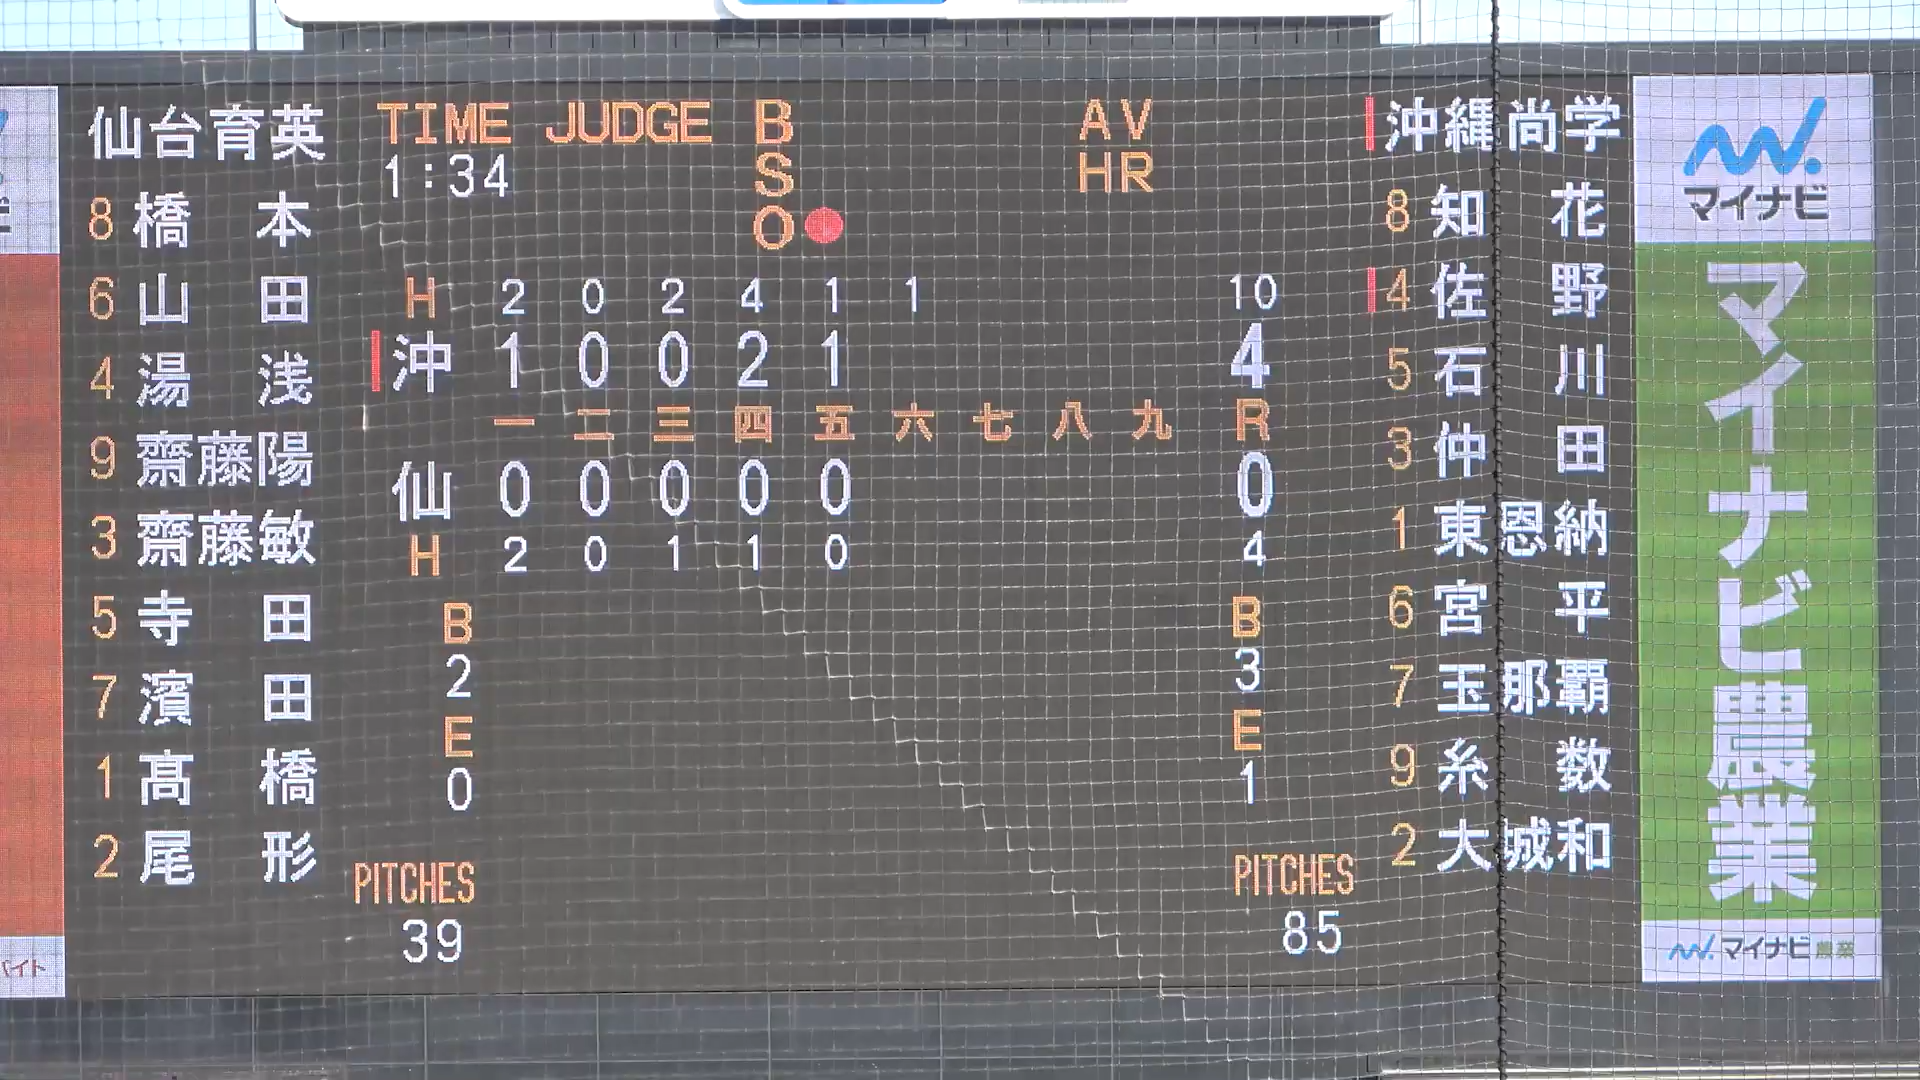 仙台育英
8 橋本
6 山田
4 湯浅
9 齋藤陽
3 齋藤敏
5 寺田
7 濱田
1 髙橋
2 尾形
TIME JUDGE B AV
1:34 S HR
O
H 2 0 2 4 1 1 10
沖 1 0 0 2 1 4
一 二 三 四 五 六 七 八 九 R
仙 0 0 0 0 0 0
H 2 0 1 1 0 4
B B
2 3
E E
0 1
PITCHES PITCHES
39 85
沖縄尚学
8 知花
4 佐野
5 石川
3 仲田
1 東恩納
6 宮平
7 玉那覇
9 糸数
2 大城和
マイナビ
マイナビ農業
マイナビ農業
バイト